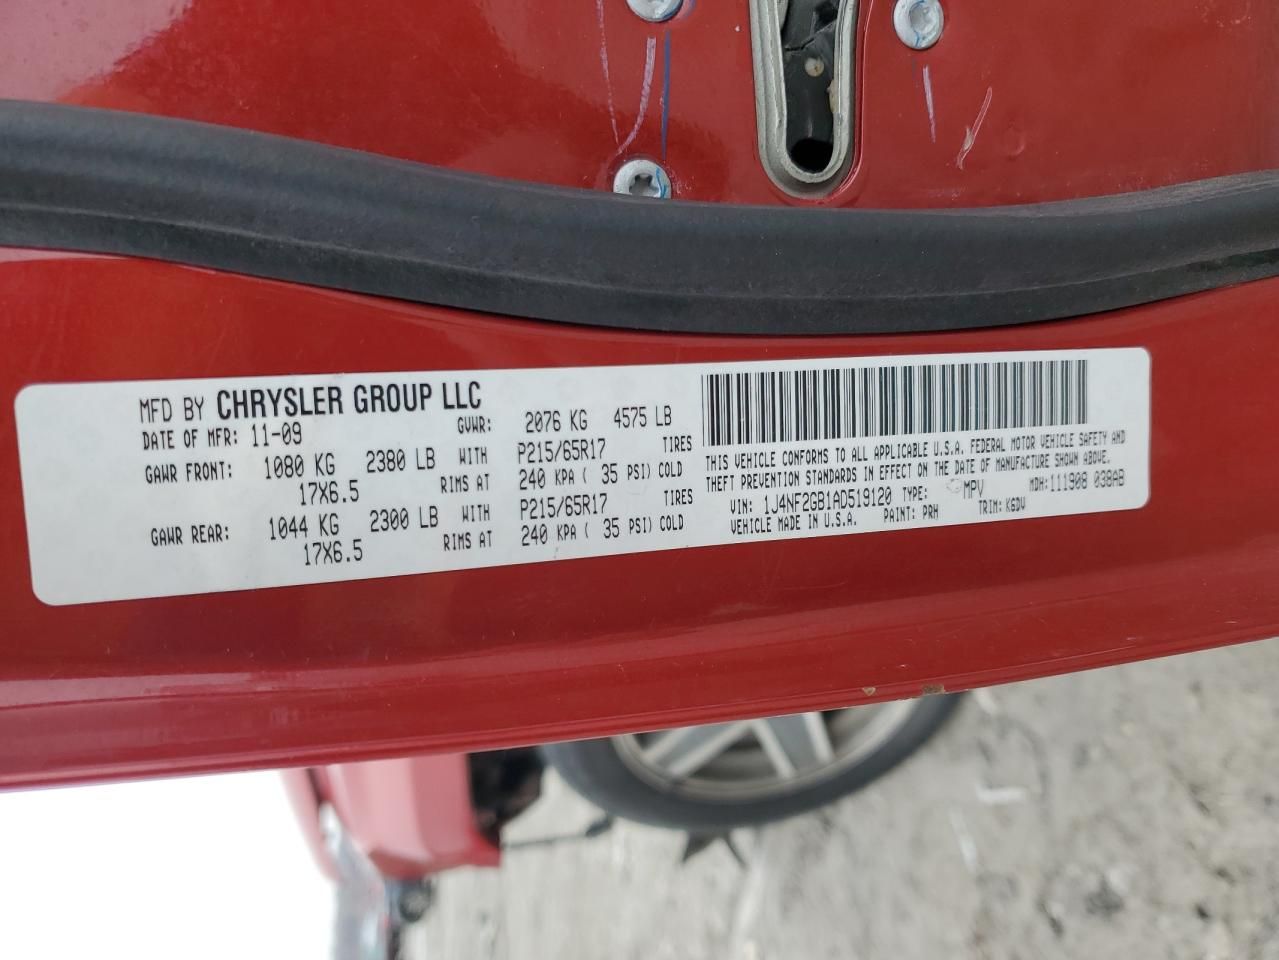 MFD BY CHRYSLER GROUP LLC
DATE OF MFR: 11-09 GVWR: 2076 KG 4575 LB
GAWR FRONT: 1080 KG 2380 LB WITH P215/65R17 TIRES
17X6.5 RIMS AT 240 KPA ( 35 PSI) COLD
GAWR REAR: 1044 KG 2300 LB WITH P215/65R17 TIRES
17X6.5 RIMS AT 240 KPA ( 35 PSI) COLD
THIS VEHICLE CONFORMS TO ALL APPLICABLE U.S.A. FEDERAL MOTOR VEHICLE SAFETY AND
THEFT PREVENTION STANDARDS IN EFFECT ON THE DATE OF MANUFACTURE SHOWN ABOVE.
VIN: 1J4NF2GB1AD519120 TYPE: MPV MDH: 111908 038AB
VEHICLE MADE IN U.S.A. PAINT: PRH TRIM: K6DV